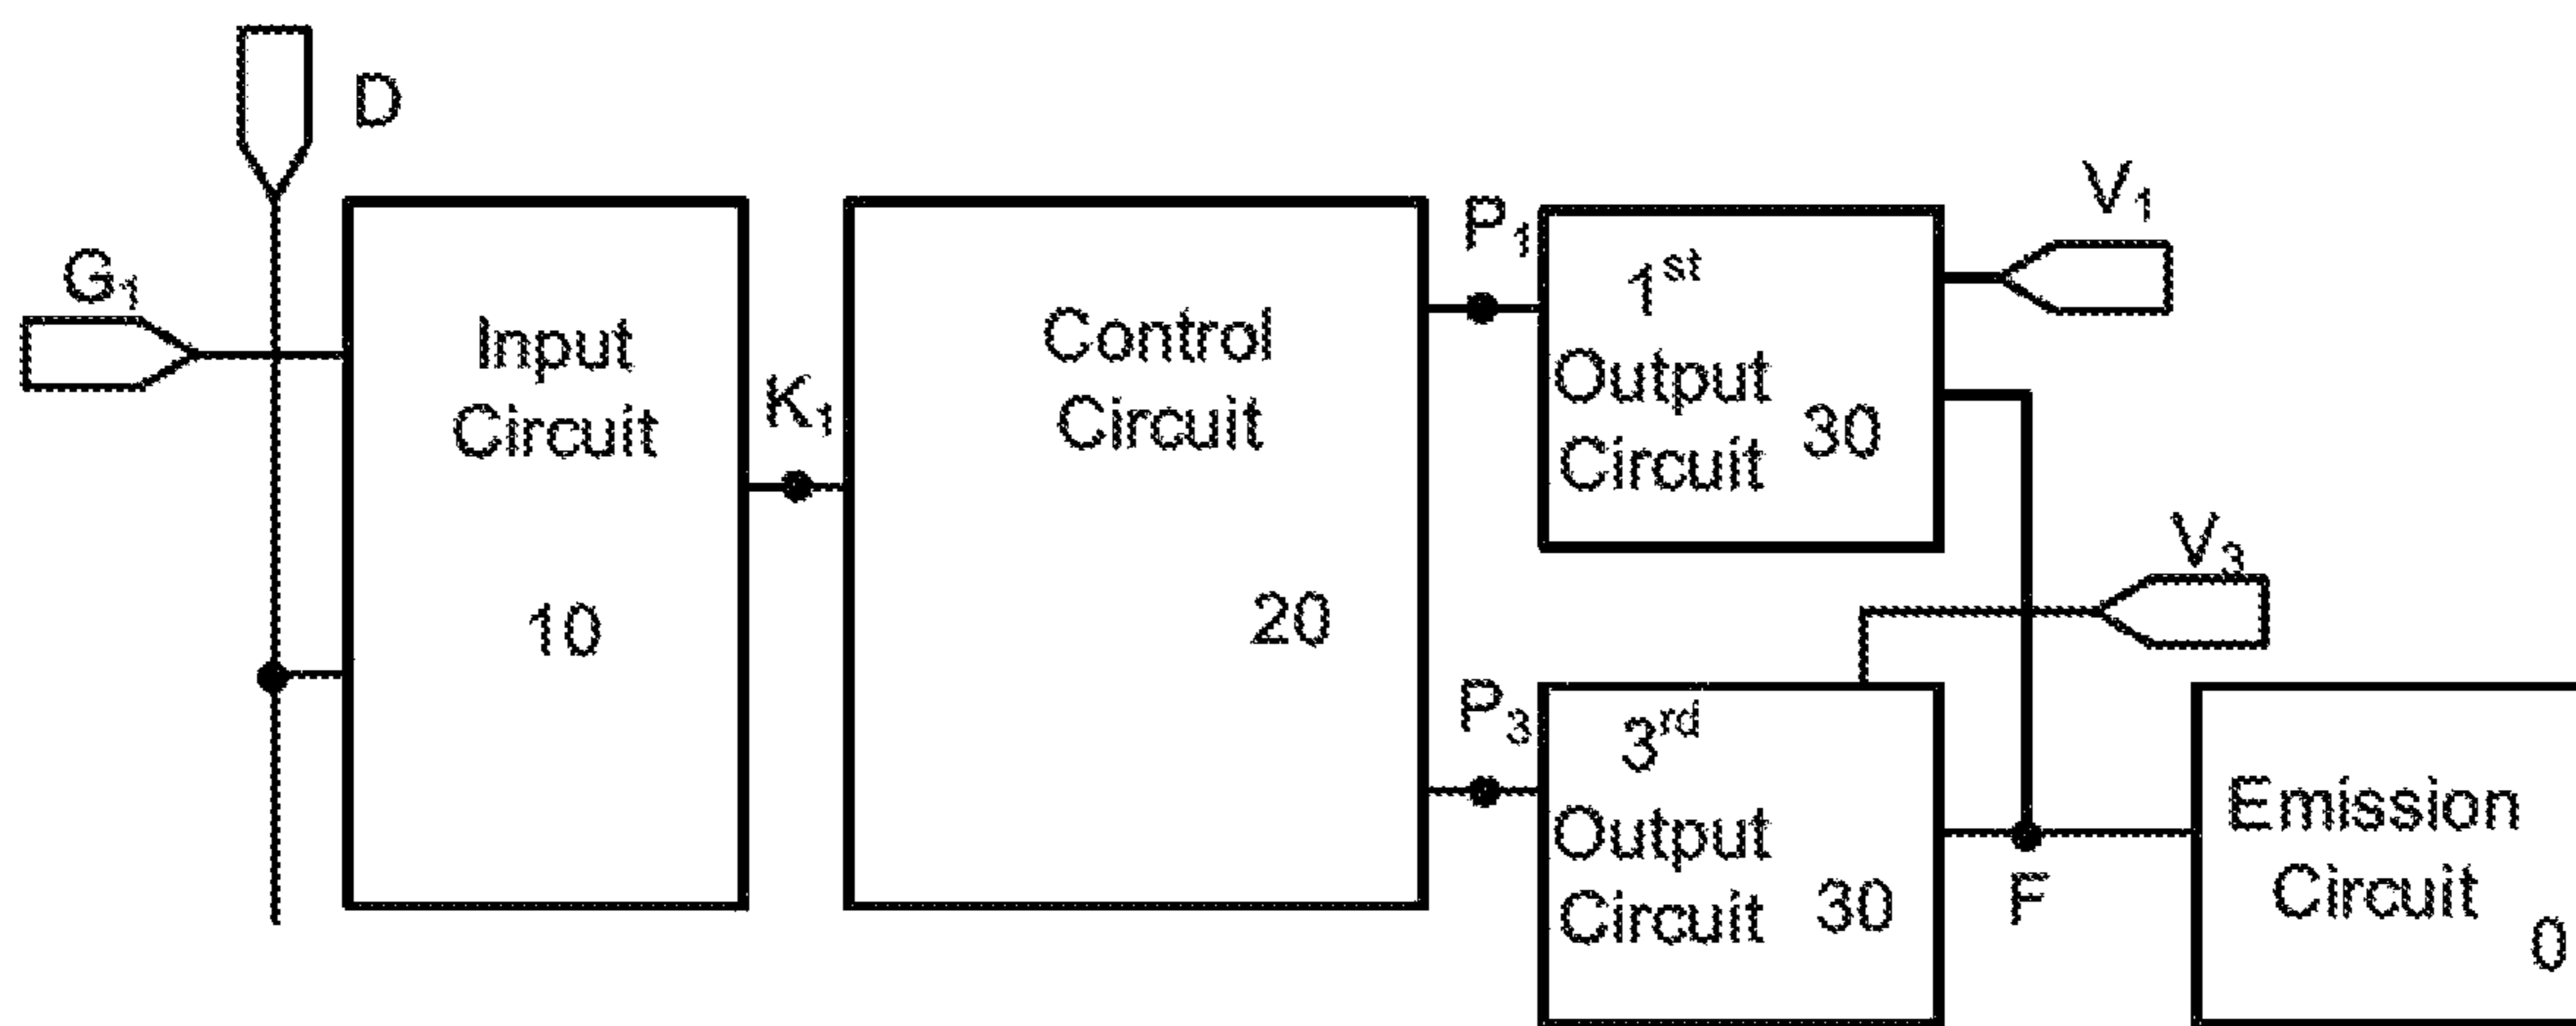 D
G₁
Input
Circuit
10
K₁
Control
Circuit
20
P₁
1ˢᵗ
Output
Circuit
30
V₁
V₃
P₃
3ʳᵈ
Output
Circuit
30
F
Emission
Circuit
0